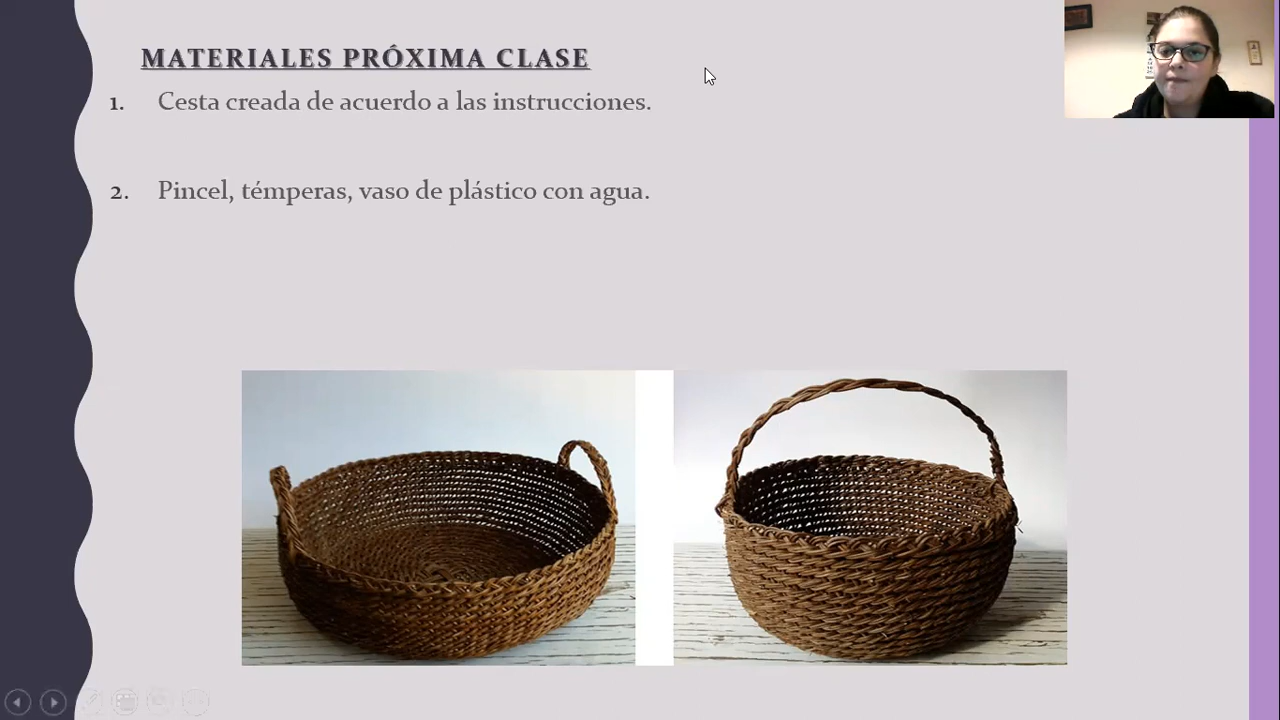 MATERIALES PRÓXIMA CLASE
1. Cesta creada de acuerdo a las instrucciones.
2. Pincel, témperas, vaso de plástico con agua.